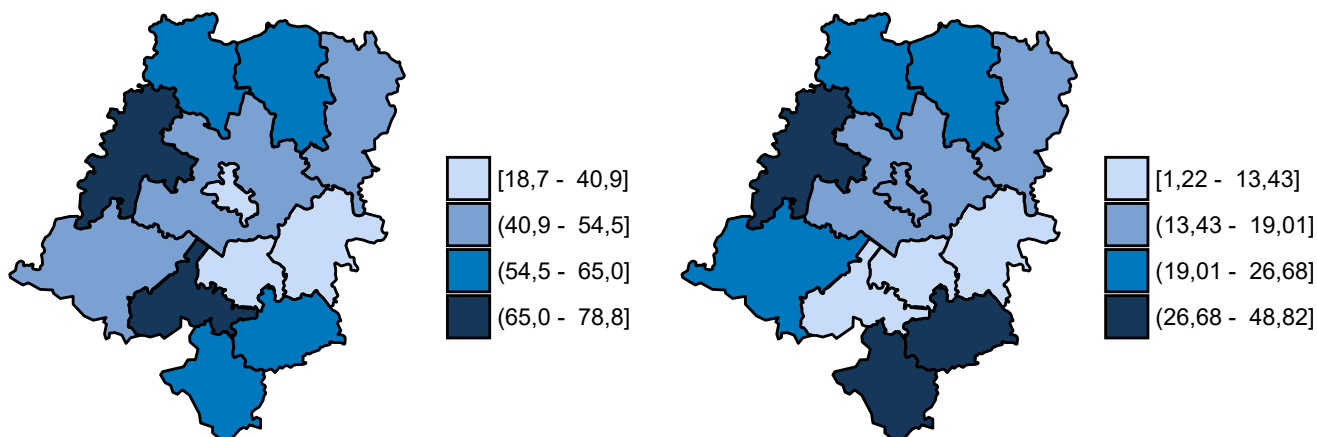 [18,7 - 40,9]
(40,9 - 54,5]
(54,5 - 65,0]
(65,0 - 78,8]
[1,22 - 13,43]
(13,43 - 19,01]
(19,01 - 26,68]
(26,68 - 48,82]